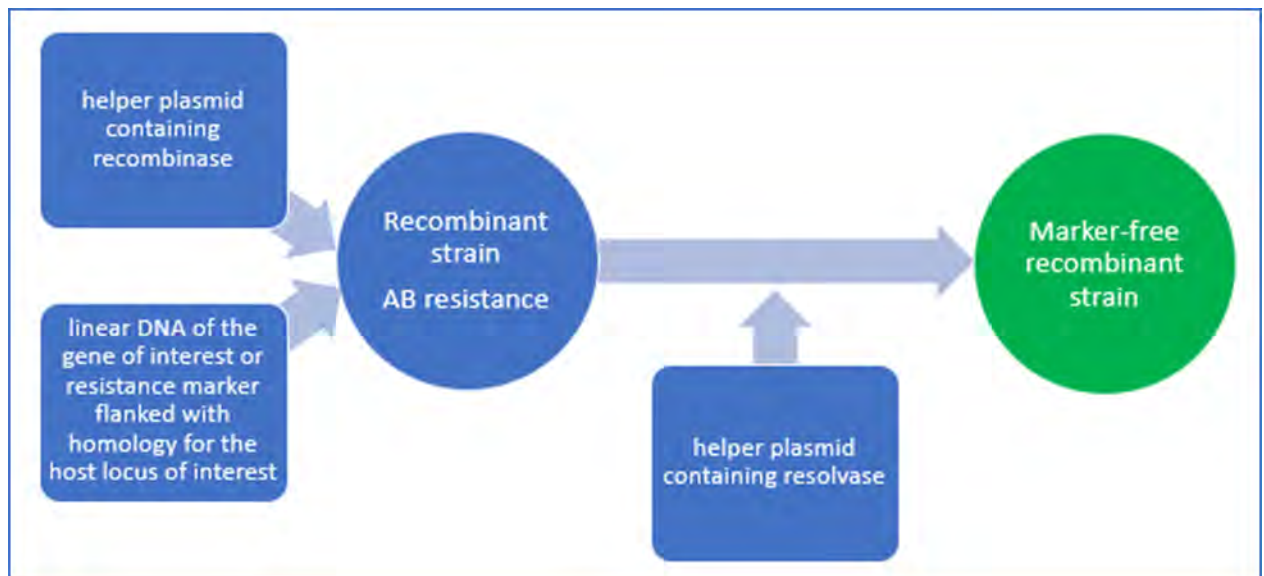 helper plasmid
containing
recombinase
linear DNA of the
gene of interest or
resistance marker
flanked with
homology for the
host locus of interest
Recombinant
strain
AB resistance
helper plasmid
containing resolvase
Marker-free
recombinant
strain